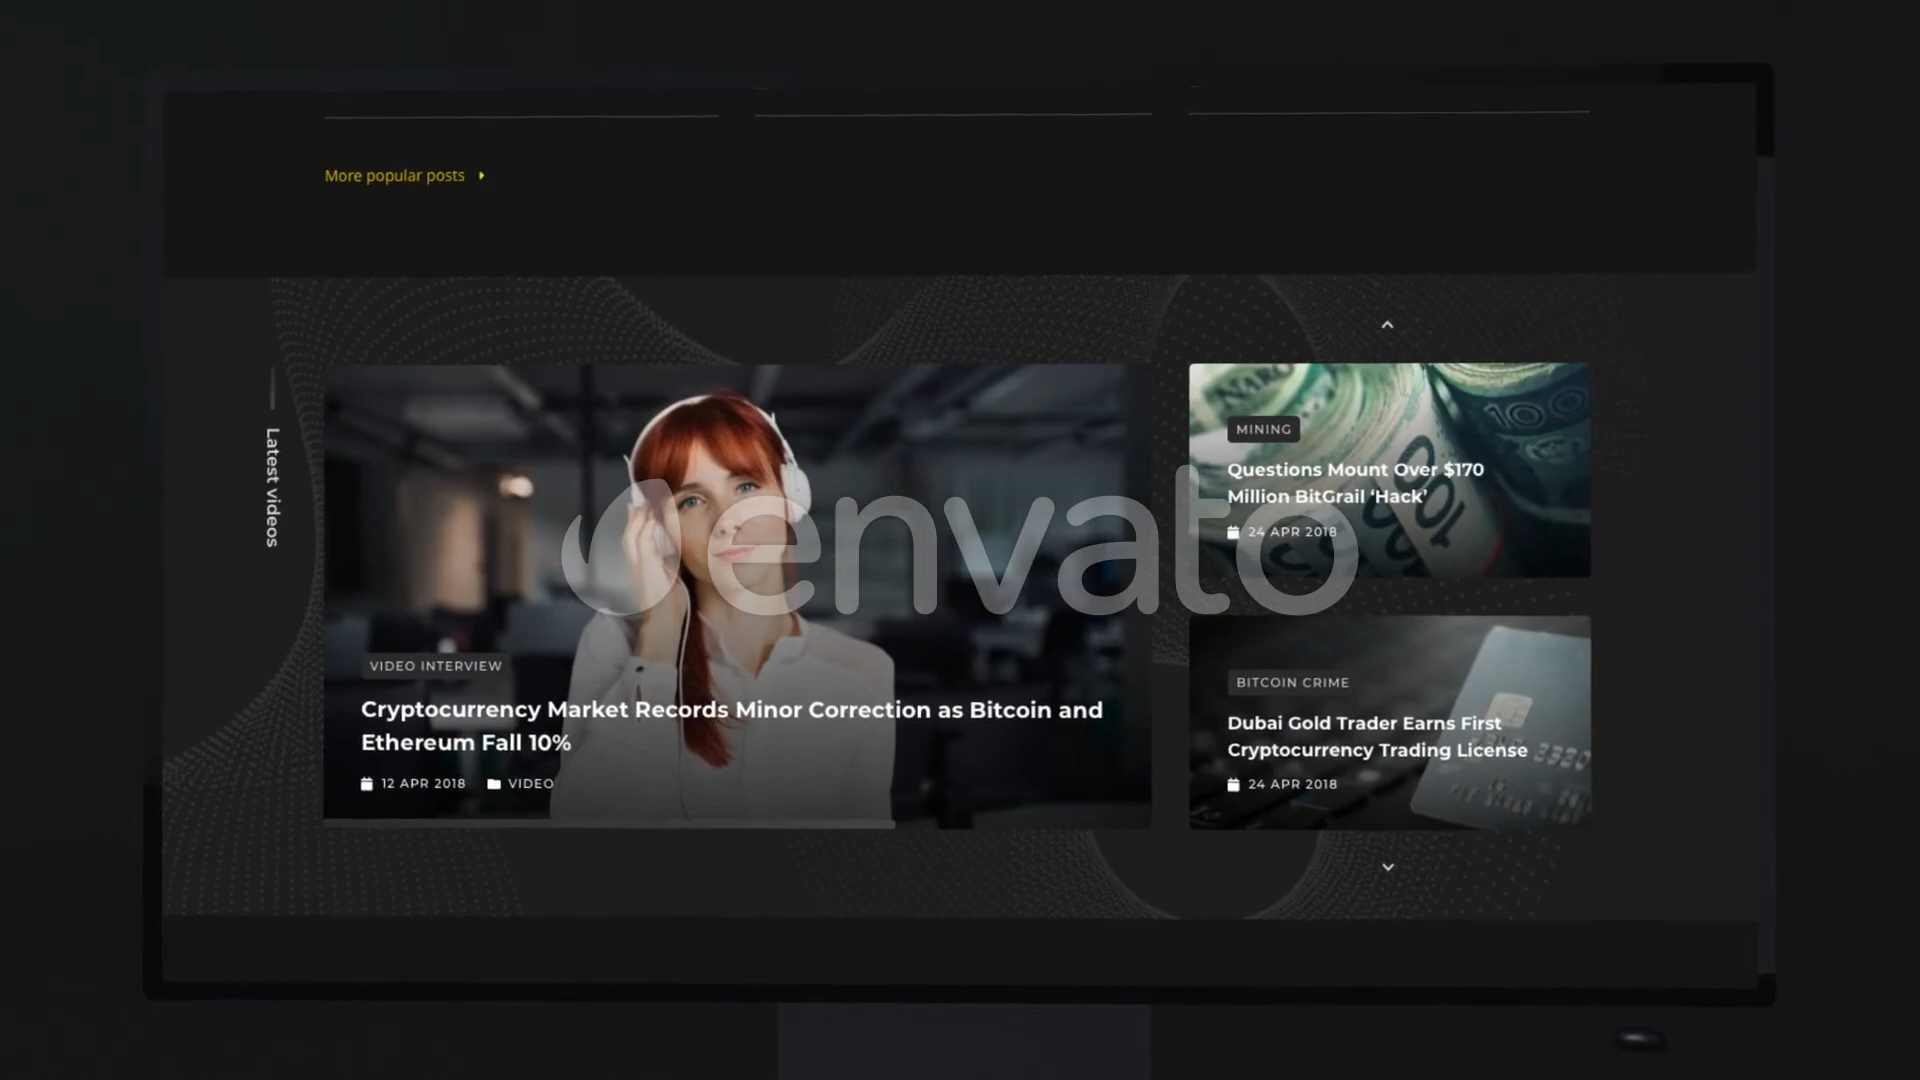 More popular posts
Latest videos
VIDEO INTERVIEW
Cryptocurrency Market Records Minor Correction as Bitcoin and
Ethereum Fall 10%
12 APR 2018 VIDEO
MINING
Questions Mount Over $170
Million BitGrail ‘Hack’
24 APR 2018
100
100
BITCOIN CRIME
Dubai Gold Trader Earns First
Cryptocurrency Trading License
24 APR 2018
envato